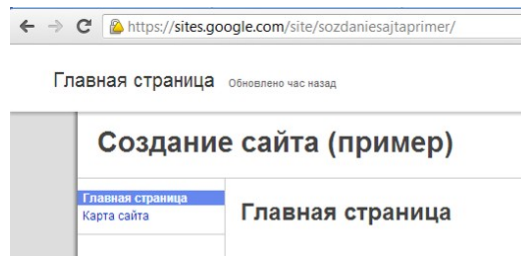 https://sites.google.com/site/sozdaniesajtaprimer/
Главная страница Обновлено час назад
Создание сайта (пример)
Главная страница
Карта сайта
Главная страница